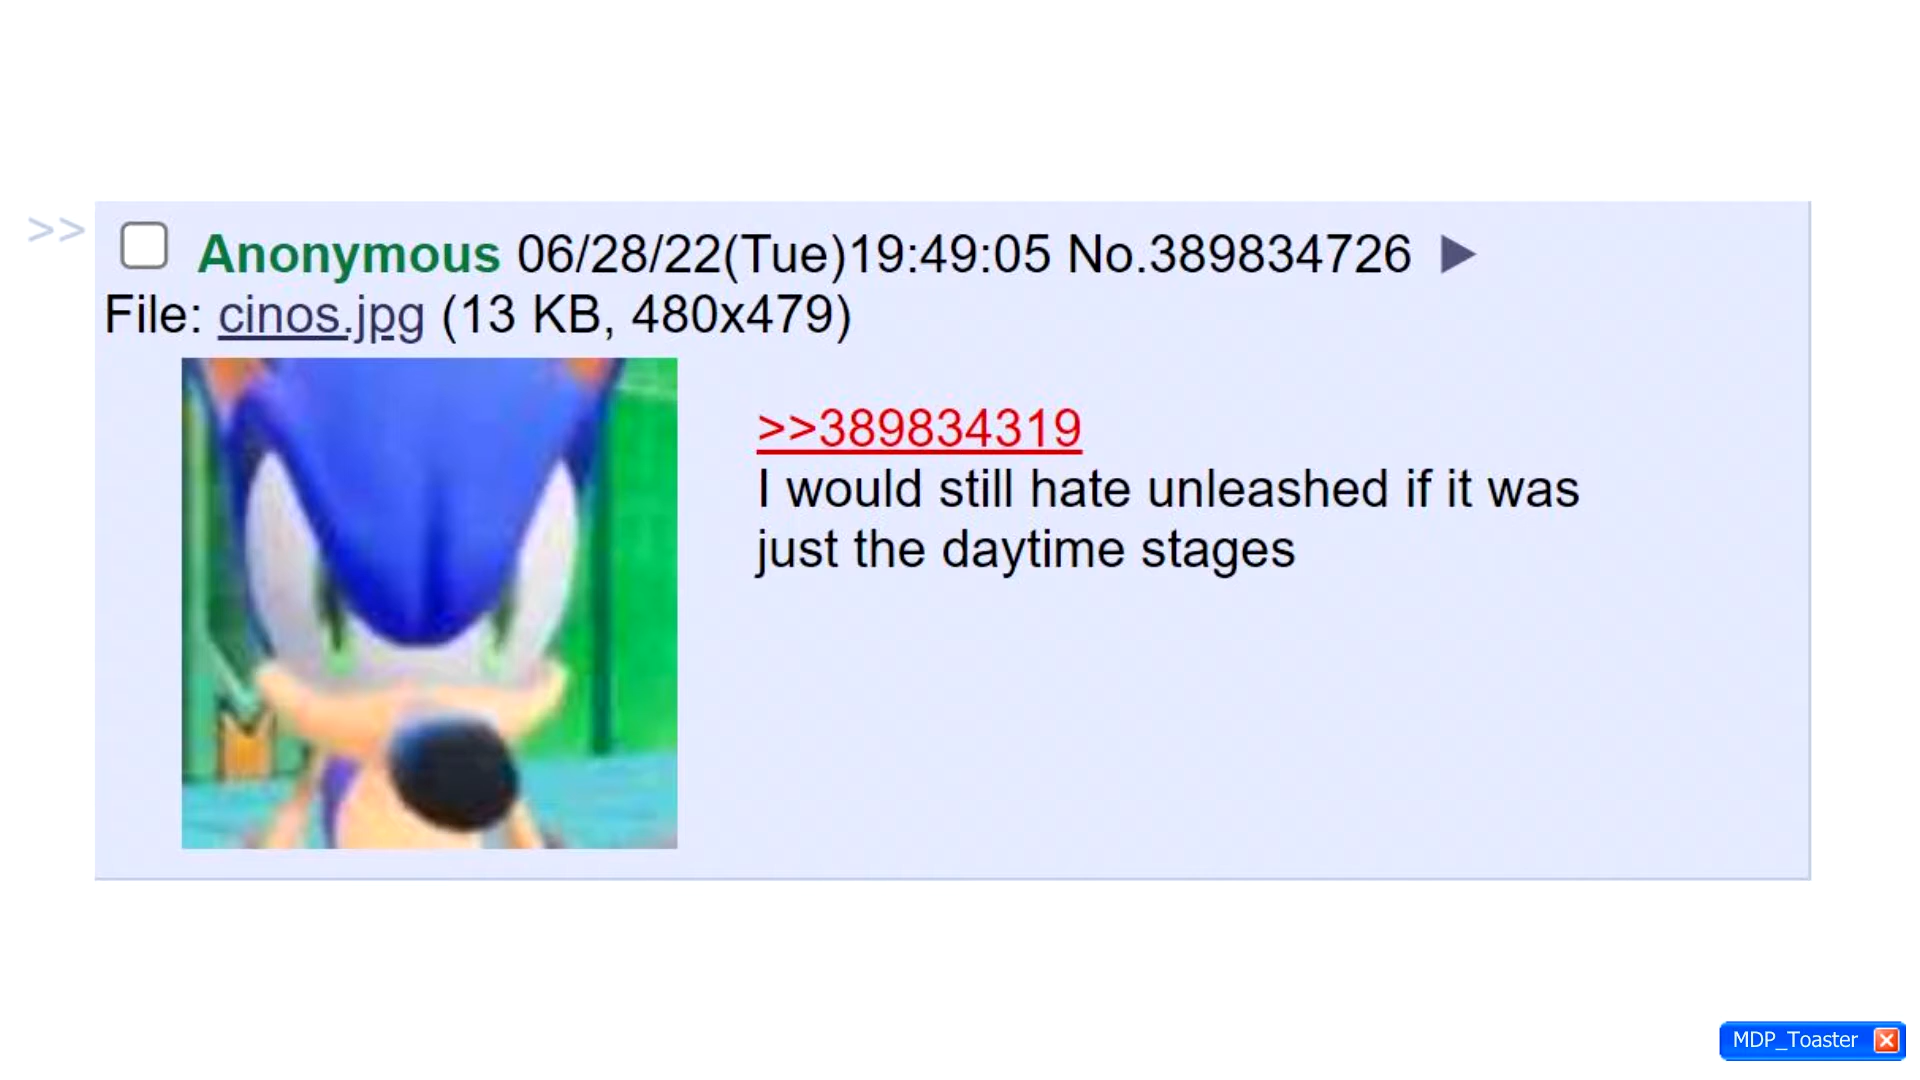 >> Anonymous 06/28/22(Tue)19:49:05 No.389834726 ▶
File: cinos.jpg (13 KB, 480x479)
>>389834319
I would still hate unleashed if it was
just the daytime stages
MDP_Toaster